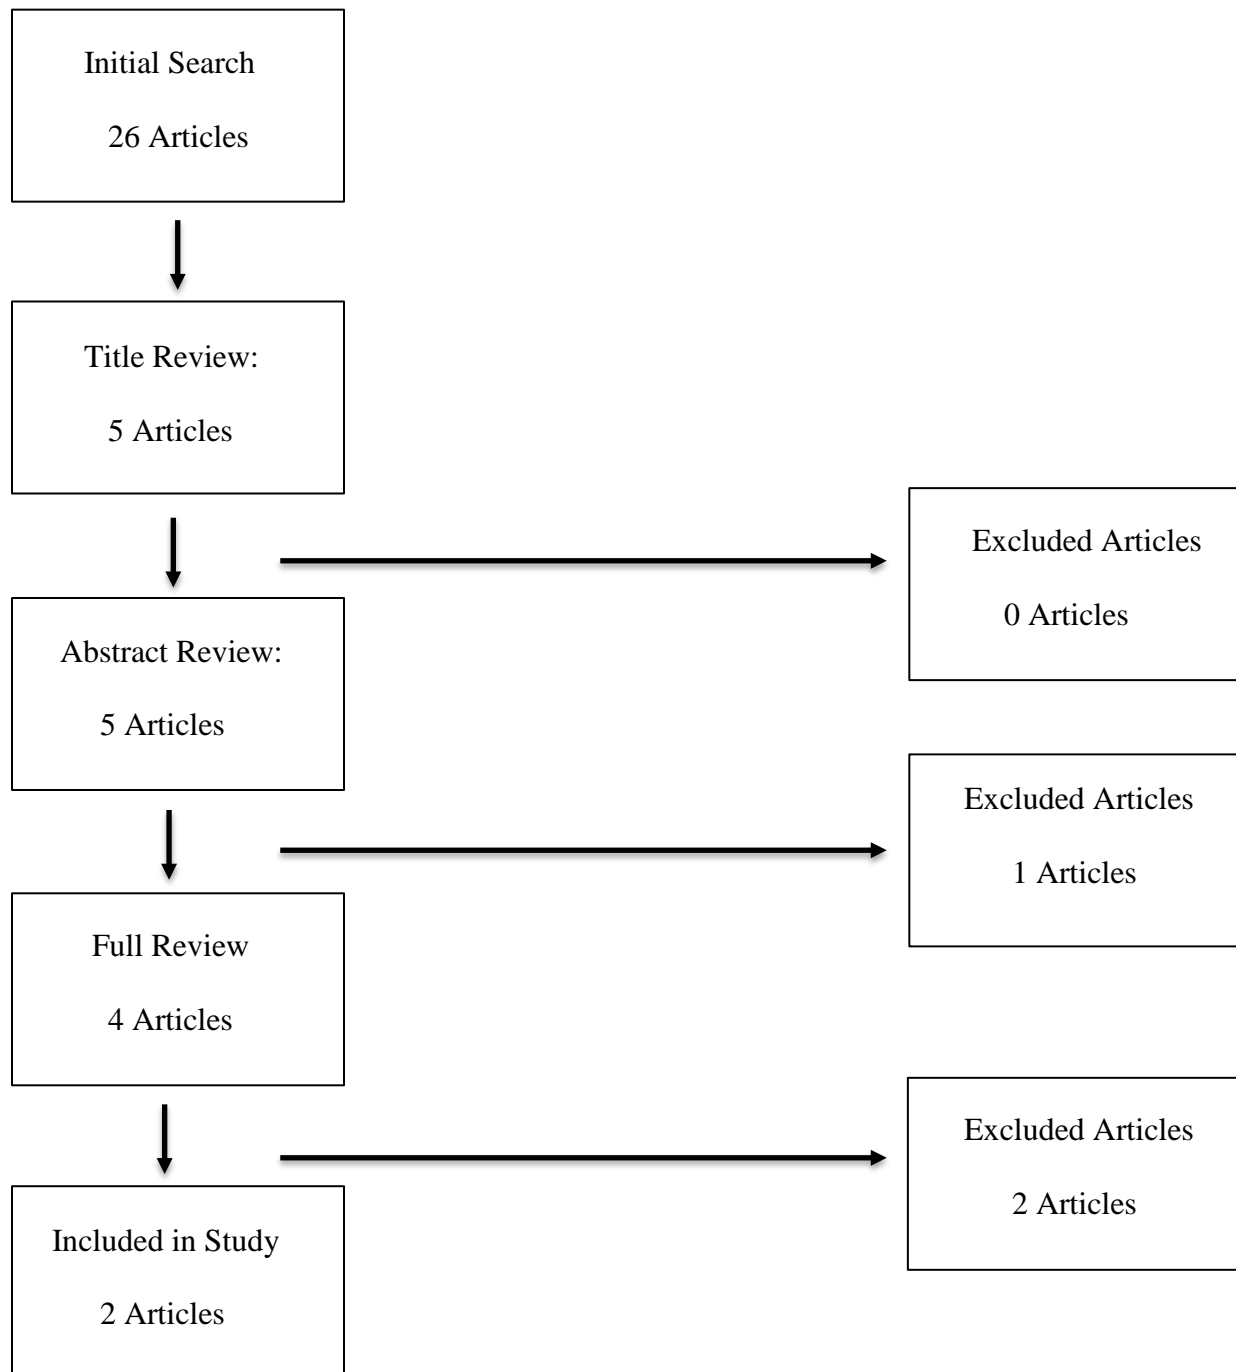 Initial Search
26 Articles
Title Review:
5 Articles
Excluded Articles
0 Articles
Abstract Review:
5 Articles
Excluded Articles
1 Articles
Full Review
4 Articles
Excluded Articles
2 Articles
Included in Study
2 Articles